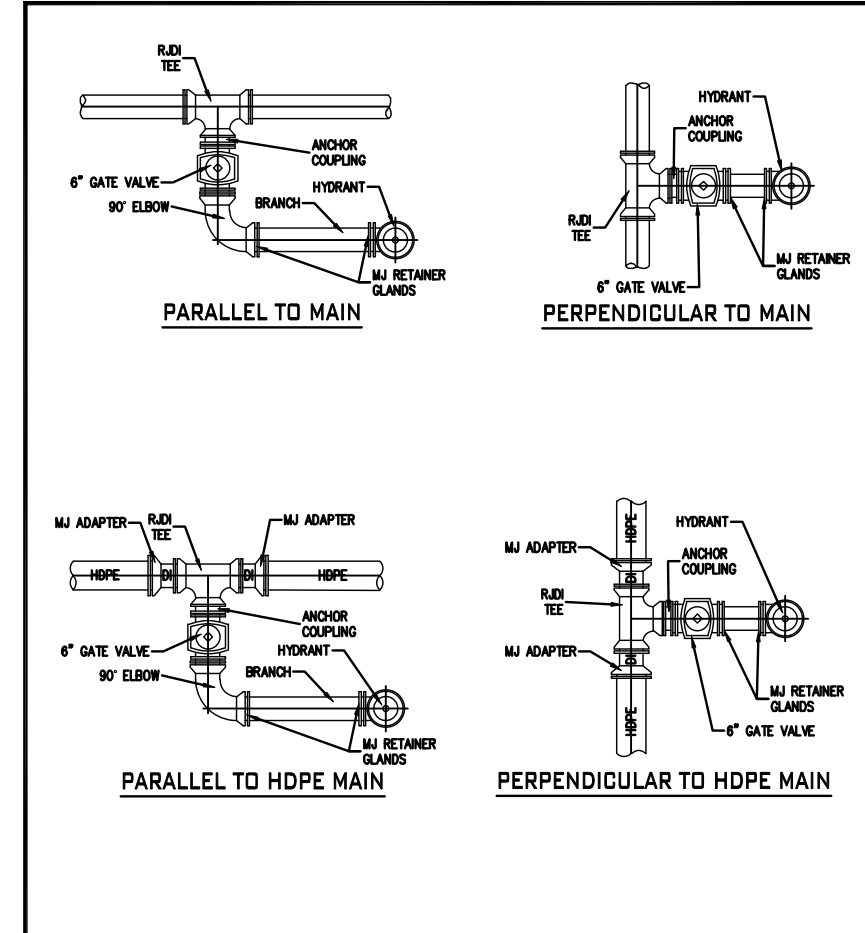 RJDI
TEE
ANCHOR
COUPLING
6" GATE VALVE
HYDRANT
BRANCH
90° ELBOW
MJ RETAINER
GLANDS
PARALLEL TO MAIN
HYDRANT
ANCHOR
COUPLING
RJDI
TEE
MJ RETAINER
GLANDS
6" GATE VALVE
PERPENDICULAR TO MAIN
MJ ADAPTER
RJDI
TEE
MJ ADAPTER
HDPE
DI
DI
HDPE
ANCHOR
COUPLING
6" GATE VALVE
HYDRANT
90° ELBOW
BRANCH
MJ RETAINER
GLANDS
PARALLEL TO HDPE MAIN
HDPE
HYDRANT
MJ ADAPTER
ANCHOR
COUPLING
DI
RJDI
TEE
MJ ADAPTER
DI
MJ RETAINER
GLANDS
HDPE
6" GATE VALVE
PERPENDICULAR TO HDPE MAIN